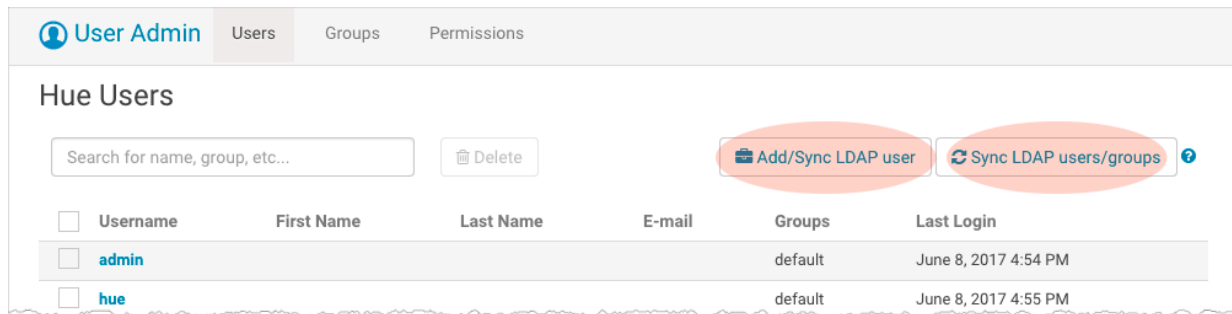 User Admin Users Groups Permissions
Hue Users
Search for name, group, etc... Delete Add/Sync LDAP user Sync LDAP users/groups ?
Username First Name Last Name E-mail Groups Last Login
admin default June 8, 2017 4:54 PM
hue default June 8, 2017 4:55 PM